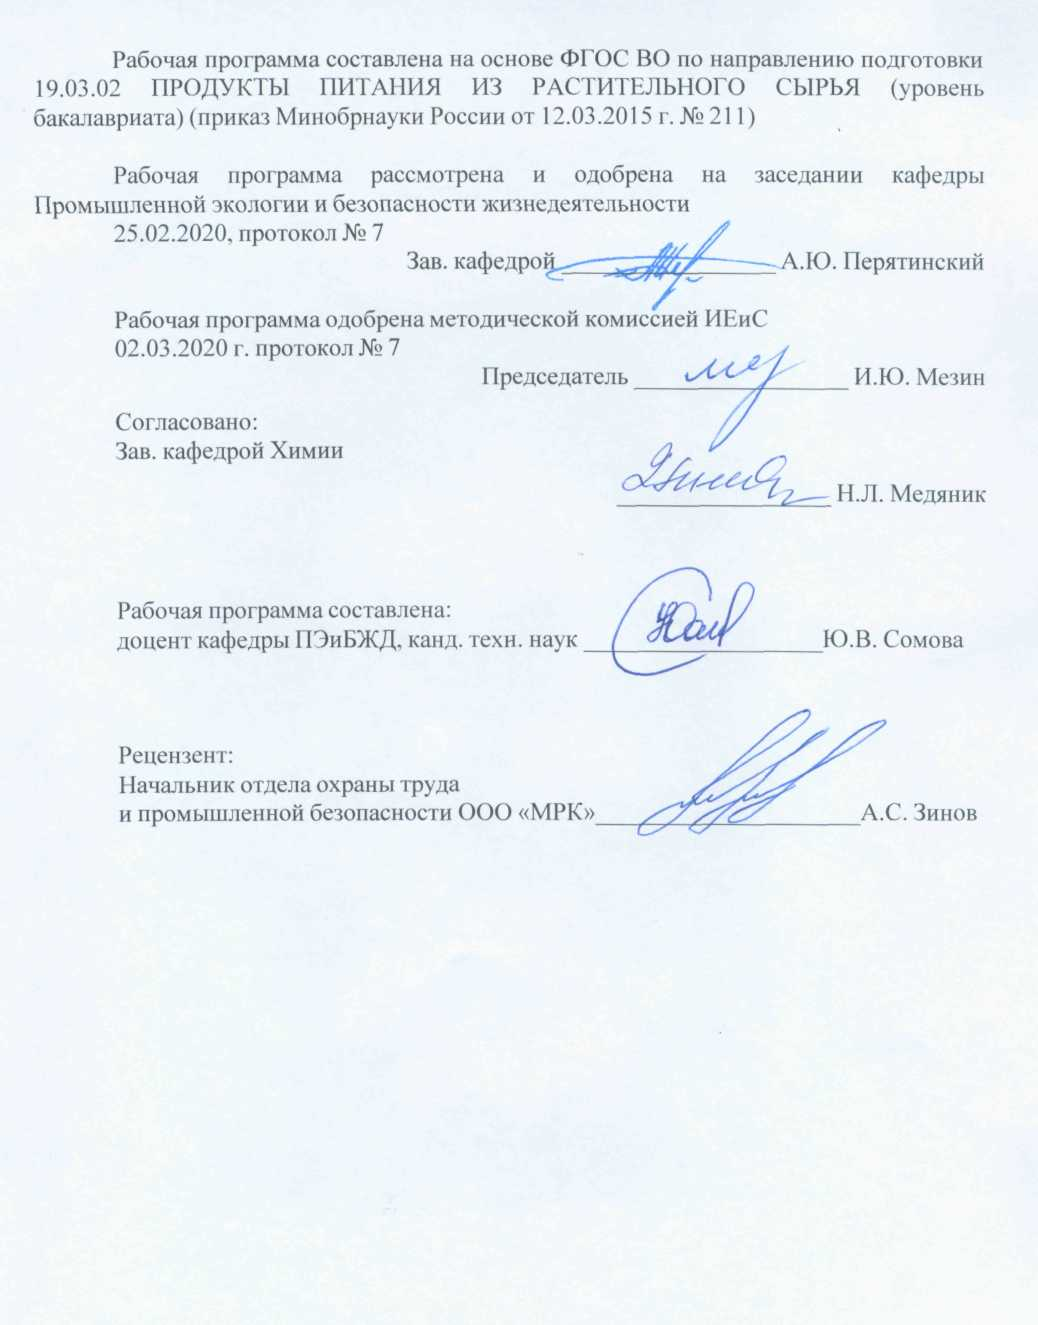 Рабочая программа составлена на основе ФГОС ВО по направлению подготовки
19.03.02 ПРОДУКТЫ ПИТАНИЯ ИЗ РАСТИТЕЛЬНОГО СЫРЬЯ (уровень
бакалавриата) (приказ Минобрнауки России от 12.03.2015 г. № 211)
Рабочая программа рассмотрена и одобрена на заседании кафедры
Промышленной экологии и безопасности жизнедеятельности
25.02.2020, протокол № 7
Зав. кафедрой А.Ю. Перятинский
Рабочая программа одобрена методической комиссией ИЕиС
02.03.2020 г. протокол № 7
Председатель И.Ю. Мезин
Согласовано:
Зав. кафедрой Химии
Н.Л. Медяник
Рабочая программа составлена:
доцент кафедры ПЭиБЖД, канд. техн. наук Ю.В. Сомова
Рецензент:
Начальник отдела охраны труда
и промышленной безопасности ООО «МРК» А.С. Зинов